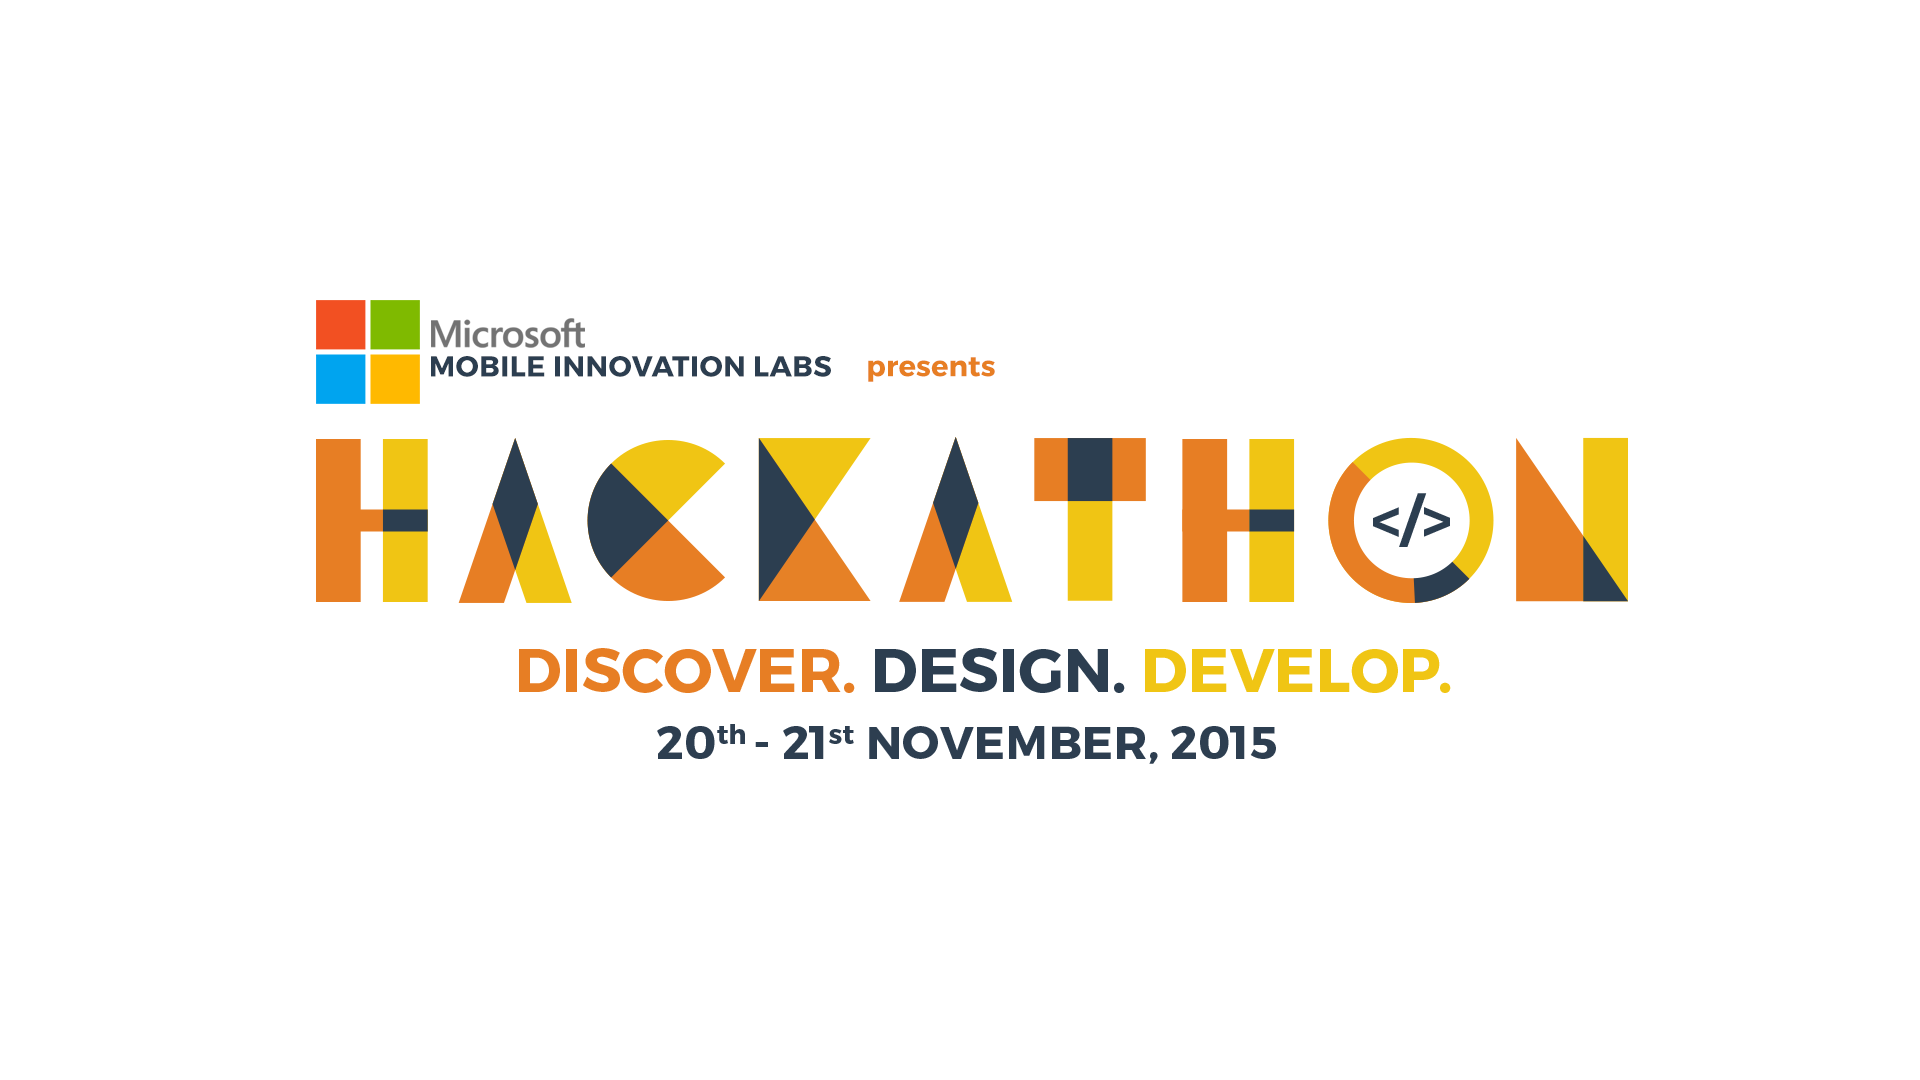 Microsoft
MOBILE INNOVATION LABS presents
HACKATHON
</>
DISCOVER. DESIGN. DEVELOP.
20th - 21st NOVEMBER, 2015